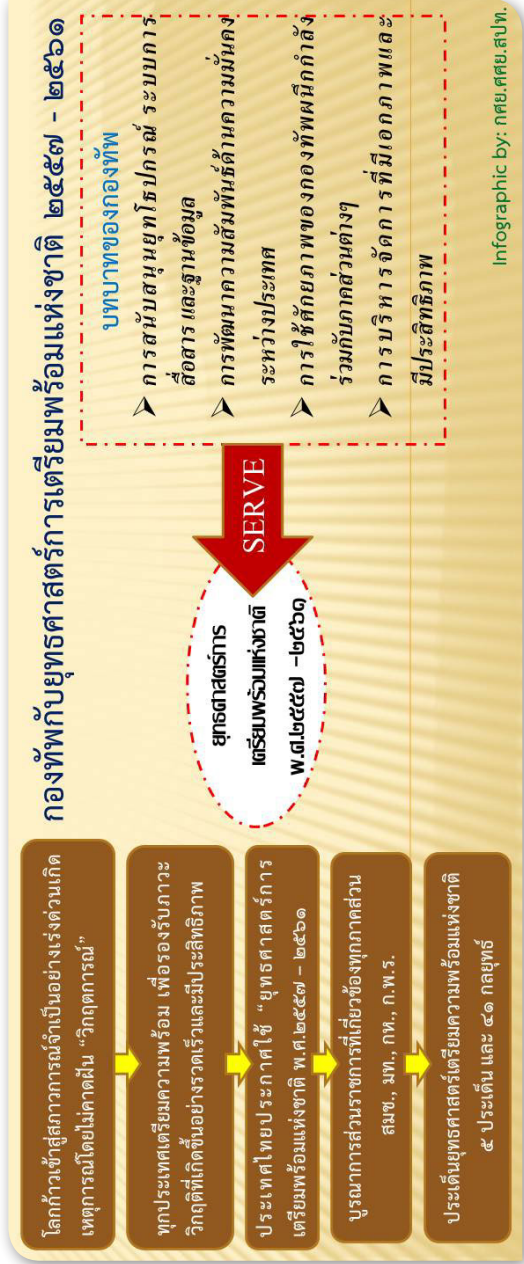 กองทัพกับยุทธศาสตร์การเตรียมพร้อมแห่งชาติ ๒๕๕๗ - ๒๕๖๑
โลกก้าวเข้าสู่สภาวการณ์จำเป็นอย่างเร่งด่วนเกิด
เหตุการณ์โดยไม่คาดฝัน “วิกฤตการณ์”
ทุกประเทศเตรียมความพร้อม เพื่อรองรับภาวะ
วิกฤติที่เกิดขึ้นอย่างรวดเร็วและมีประสิทธิภาพ
ประเทศไทยประกาศใช้ “ยุทธศาสตร์การ
เตรียมพร้อมแห่งชาติ พ.ศ.๒๕๕๗ – ๒๕๖๑
บูรณาการส่วนราชการที่เกี่ยวข้องทุกภาคส่วน
สมช., มท., กห., ก.พ.ร.
ประเด็นยุทธศาสตร์เตรียมความพร้อมแห่งชาติ
๕ ประเด็น และ ๔๑ กลยุทธ์
ยุทธศาสตร์การ
เตรียมพร้อมแห่งชาติ
พ.ศ.๒๕๕๗ -๒๕๖๑
SERVE
บทบาทของกองทัพ
การสนับสนุนยุทโธปกรณ์ ระบบการ
สื่อสาร และฐานข้อมูล
การพัฒนาความสัมพันธ์ด้านความมั่นคง
ระหว่างประเทศ
การใช้ศักยภาพของกองทัพผนึกกำลัง
ร่วมกับภาคส่วนต่างๆ
การบริหารจัดการที่มีเอกภาพและ
มีประสิทธิภาพ
Infographic by: กศย.ศศย.สปท.